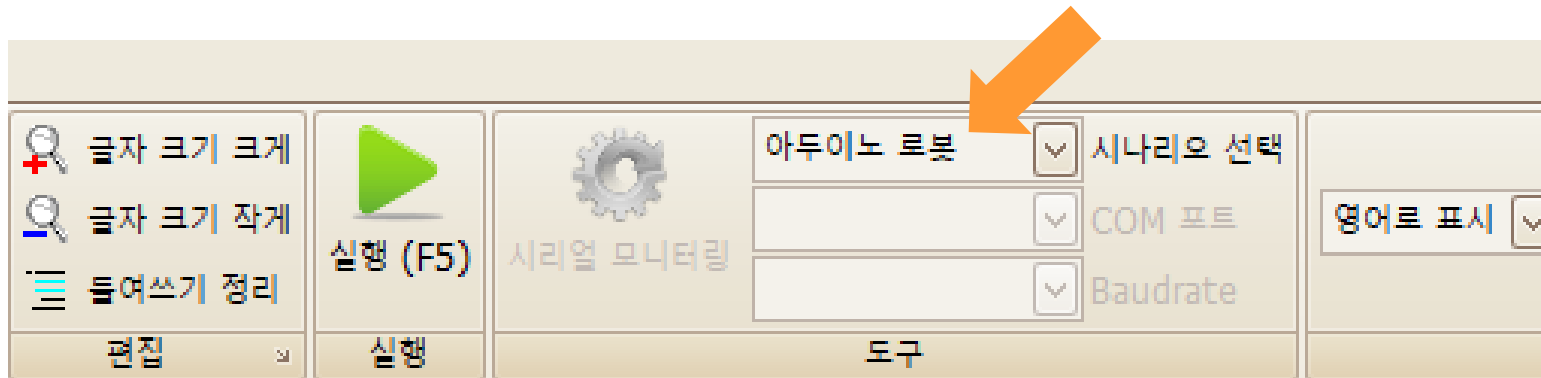 글자 크기 크게
글자 크기 작게
들여쓰기 정리
편집
실행 (F5)
실행
시리얼 모니터링
아두이노 로봇
시나리오 선택
COM 포트
Baudrate
도구
영어로 표시